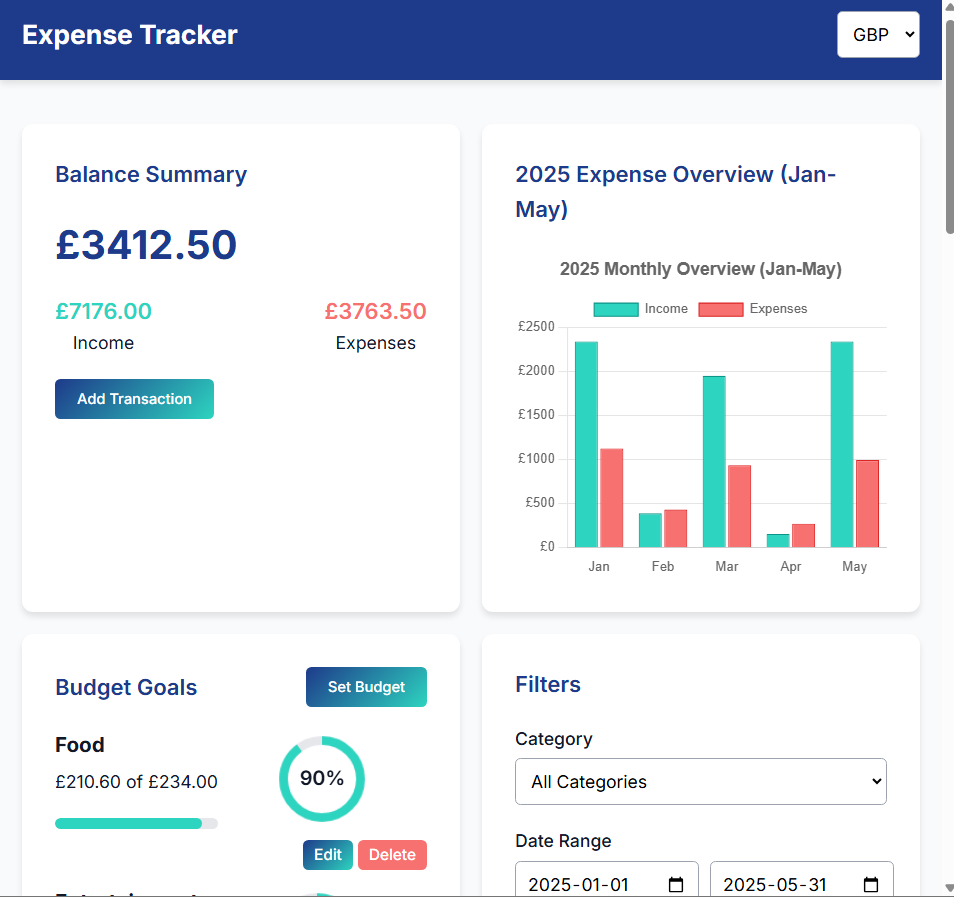 Expense Tracker
GBP
Balance Summary
£3412.50
£7176.00
Income
£3763.50
Expenses
Add Transaction
2025 Expense Overview (Jan-
May)
2025 Monthly Overview (Jan-May)
Income
Expenses
£2500
£2000
£1500
£1000
£500
£0
Jan
Feb
Mar
Apr
May
Budget Goals
Set Budget
Food
£210.60 of £234.00
90%
Edit
Delete
Filters
Category
All Categories
Date Range
2025-01-01
2025-05-31